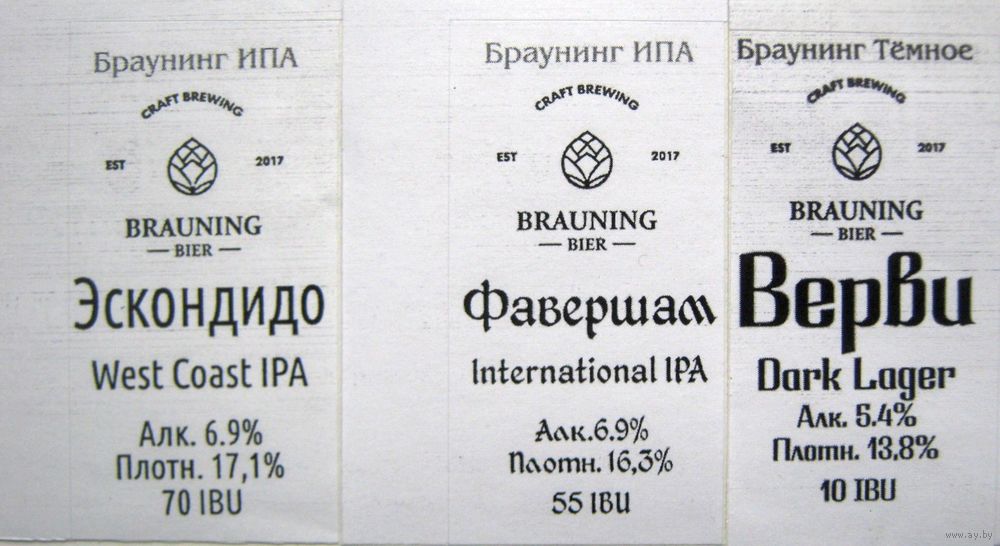 Браунинг ИПА
CRAFT BREWING
EST 2017
BRAUNING
BIER
Эскондидо
West Coast IPA
Алк. 6.9%
Плотн. 17,1%
70 IBU
Браунинг ИПА
CRAFT BREWING
EST 2017
BRAUNING
BIER
Фавершам
International IPA
Алк.6.9%
Плотн. 16,3%
55 IBU
Браунинг Тёмное
CRAFT BREWING
EST 2017
BRAUNING
BIER
Верви
Dark Lager
Алк. 5.4%
Плотн. 13,8%
10 IBU
www.ay.by